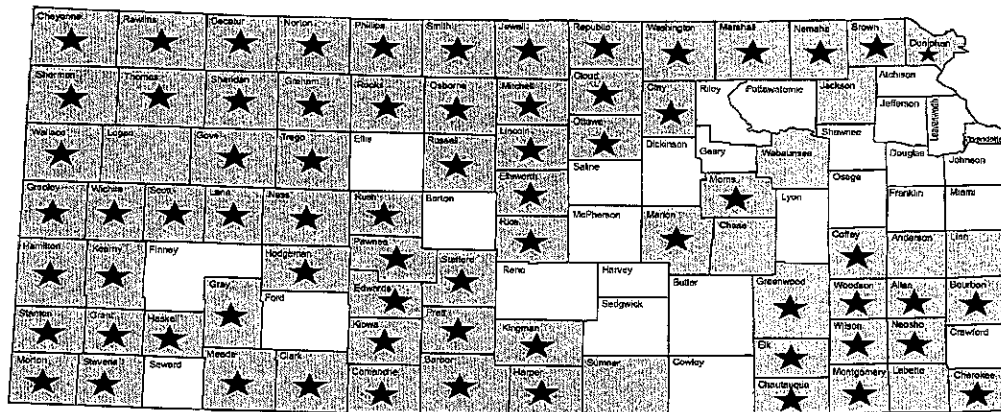 Cheyenne Rawlins Decatur Norton Phillips Smith Jewell Republic Washington Marshall Nemaha Brown Doniphan
Sherman Thomas Sheridan Graham Rooks Osborne Mitchell Cloud Clay Riley Pottawatomie Jackson Atchison
Jefferson Leavenworth
Wallace Logan Gove Trego Ellis Russell Lincoln Ottawa Dickinson Geary Wabaunsee Shawnee Wyandotte
Saline Douglas Johnson
Greeley Wichita Scott Lane Ness Rush Barton Ellsworth McPherson Marion Morris Lyon Osage Franklin Miami
Rice Chase
Hamilton Kearny Finney Hodgeman Pawnee Stafford Coffey Anderson Linn
Gray Ford Edwards Reno Harvey Butler Greenwood Woodson Allen Bourbon
Sedgwick
Stanton Grant Haskell Kiowa Pratt Kingman Wilson Neosho Crawford
Elk
Morton Stevens Seward Meade Clark Comanche Barber Harper Sumner Cowley Chautauqua Montgomery Labette Cherokee